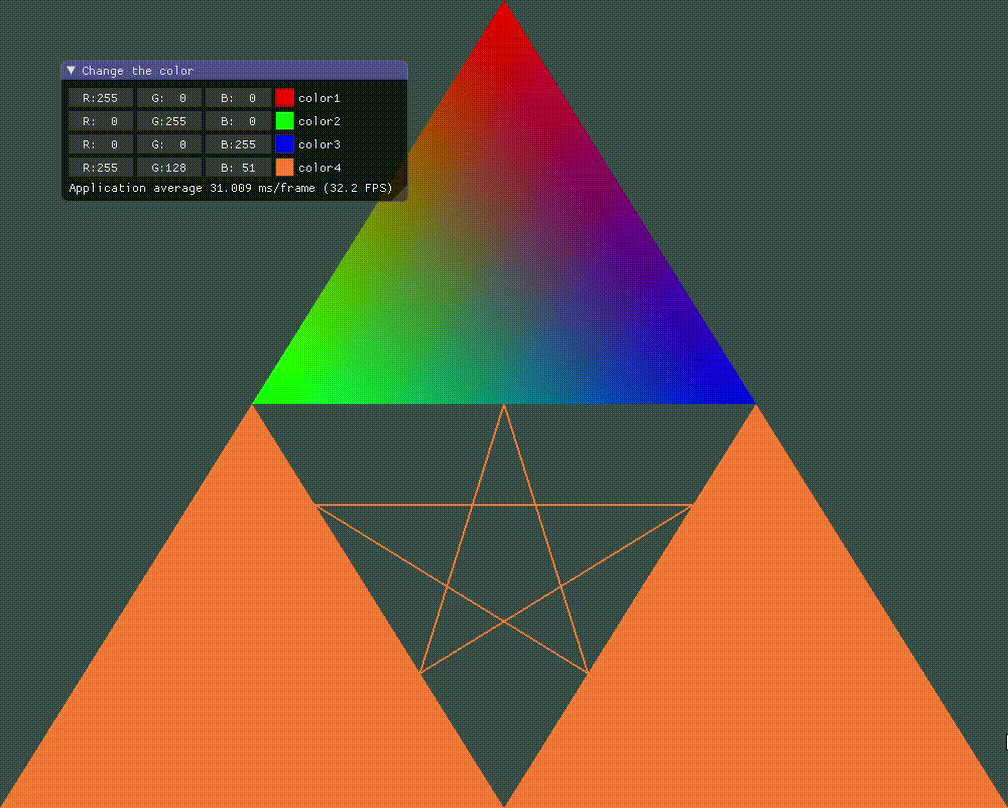 ▼ Change the color
R:255 G:  0 B:  0 color1
R:  0 G:255 B:  0 color2
R:  0 G:  0 B:255 color3
R:255 G:128 B: 51 color4
Application average 31.009 ms/frame (32.2 FPS)